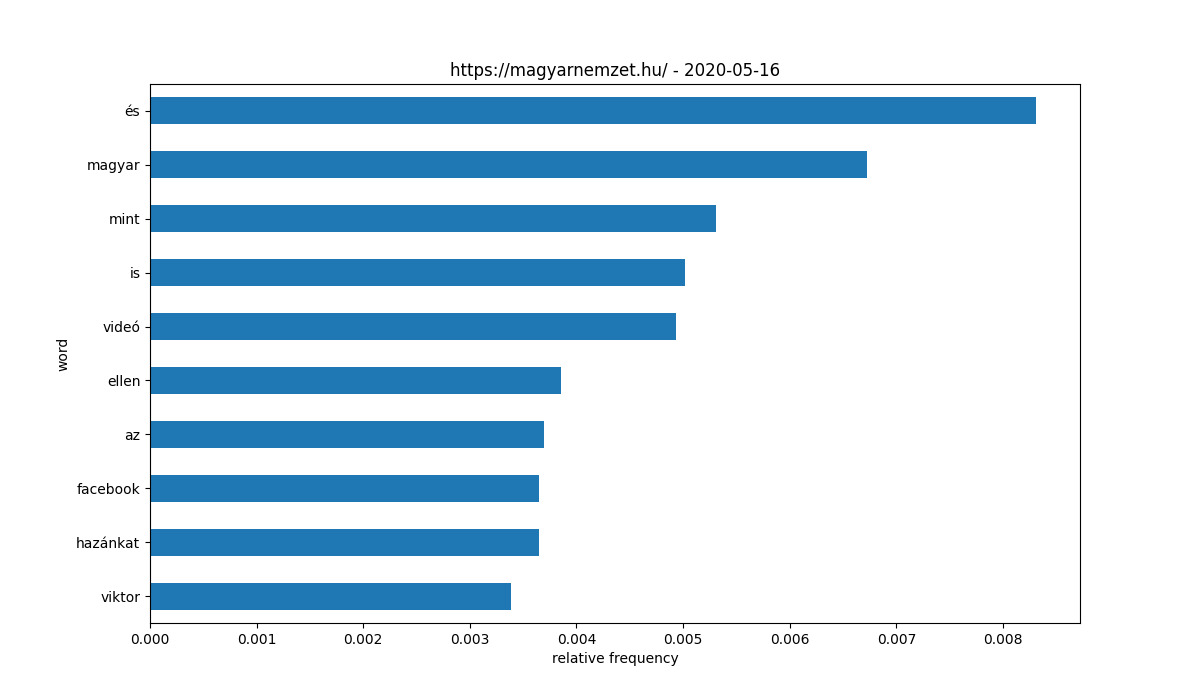 https://magyarnemzet.hu/ - 2020-05-16
word
és
magyar
mint
is
videó
ellen
az
facebook
hazánkat
viktor
0.000 0.001 0.002 0.003 0.004 0.005 0.006 0.007 0.008
relative frequency